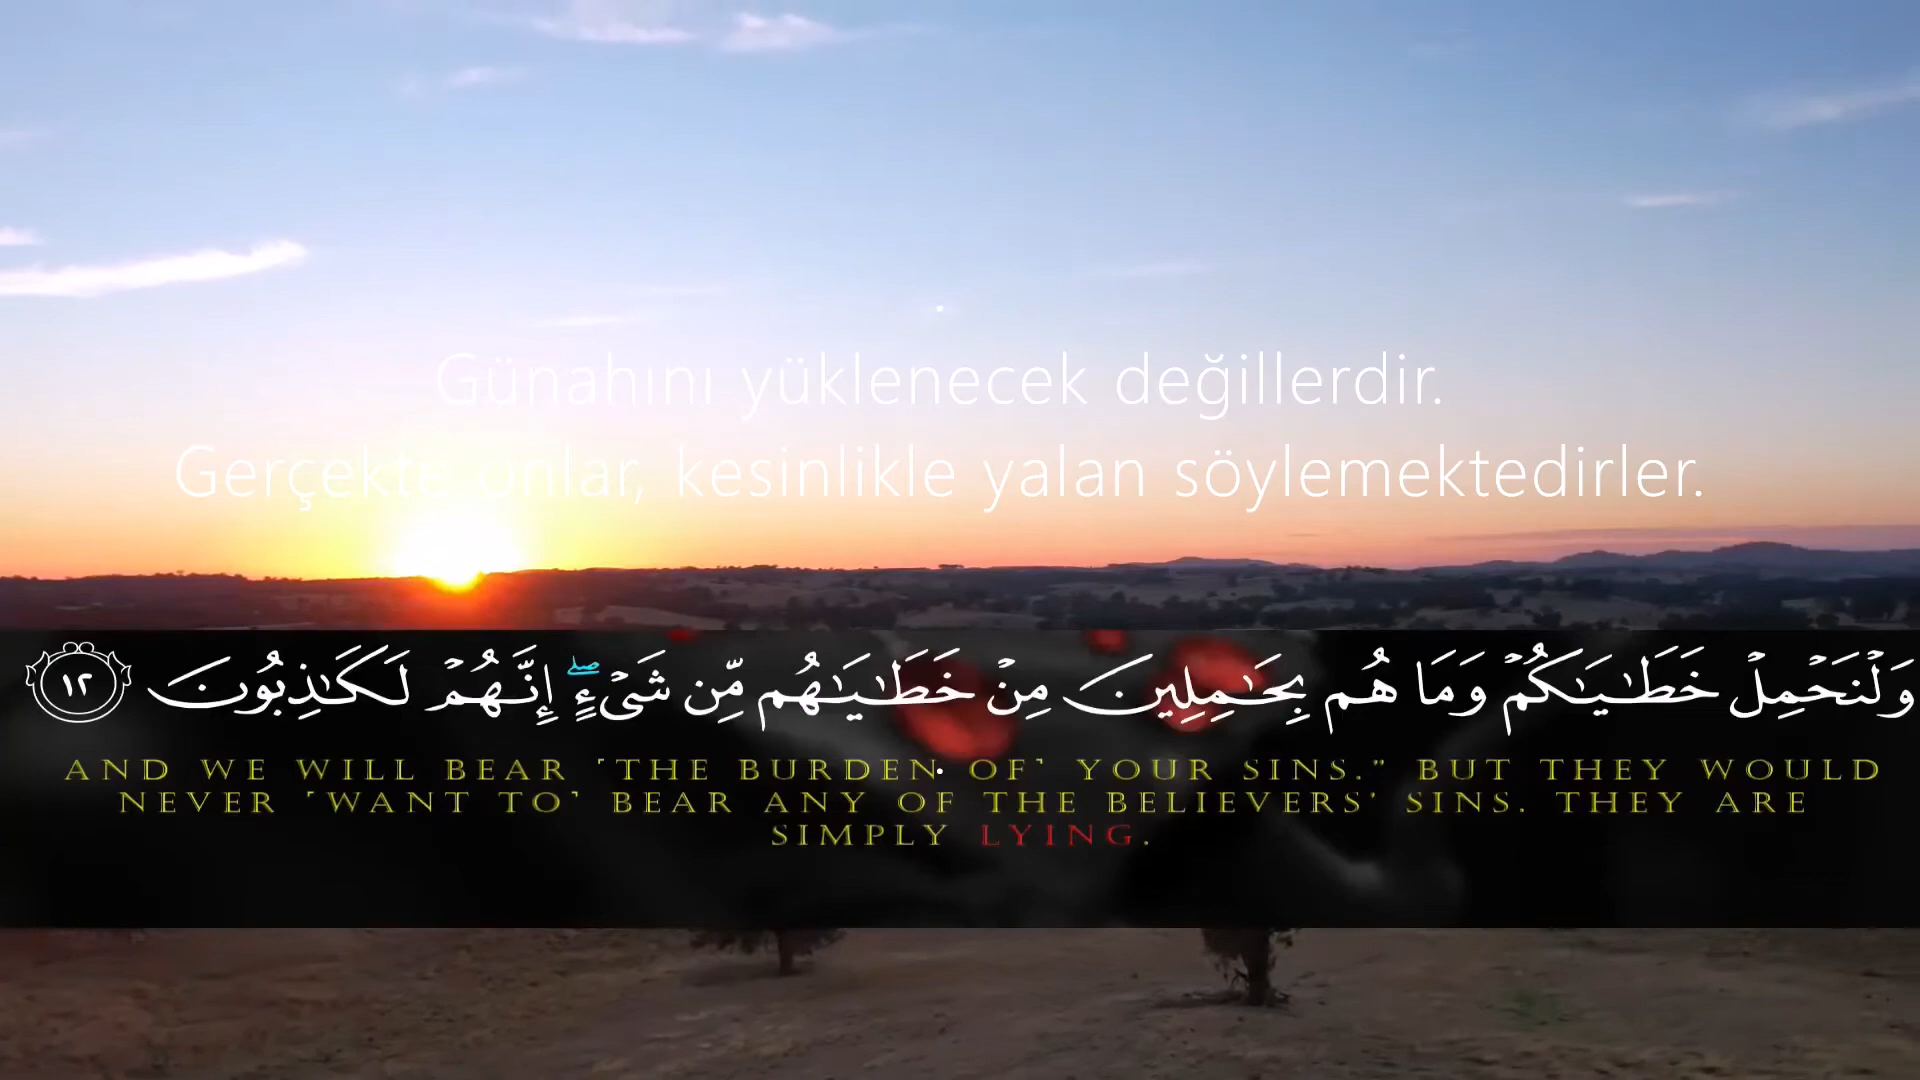 Günahını yüklenecek değillerdir.
Gerçekte onlar, kesinlikle yalan söylemektedirler.
وَلْنَحْمِلْ خَطَٰيَٰكُمْ وَمَا هُم بِحَٰمِلِينَ مِنْ خَطَٰيَٰهُم مِّن شَىْءٍ ۖ إِنَّهُمْ لَكَٰذِبُونَ ١٢
AND WE WILL BEAR ˹THE BURDEN OF˺ YOUR SINS.” BUT THEY WOULD
NEVER ˹WANT TO˺ BEAR ANY OF THE BELIEVERS’ SINS. THEY ARE
SIMPLY LYING.